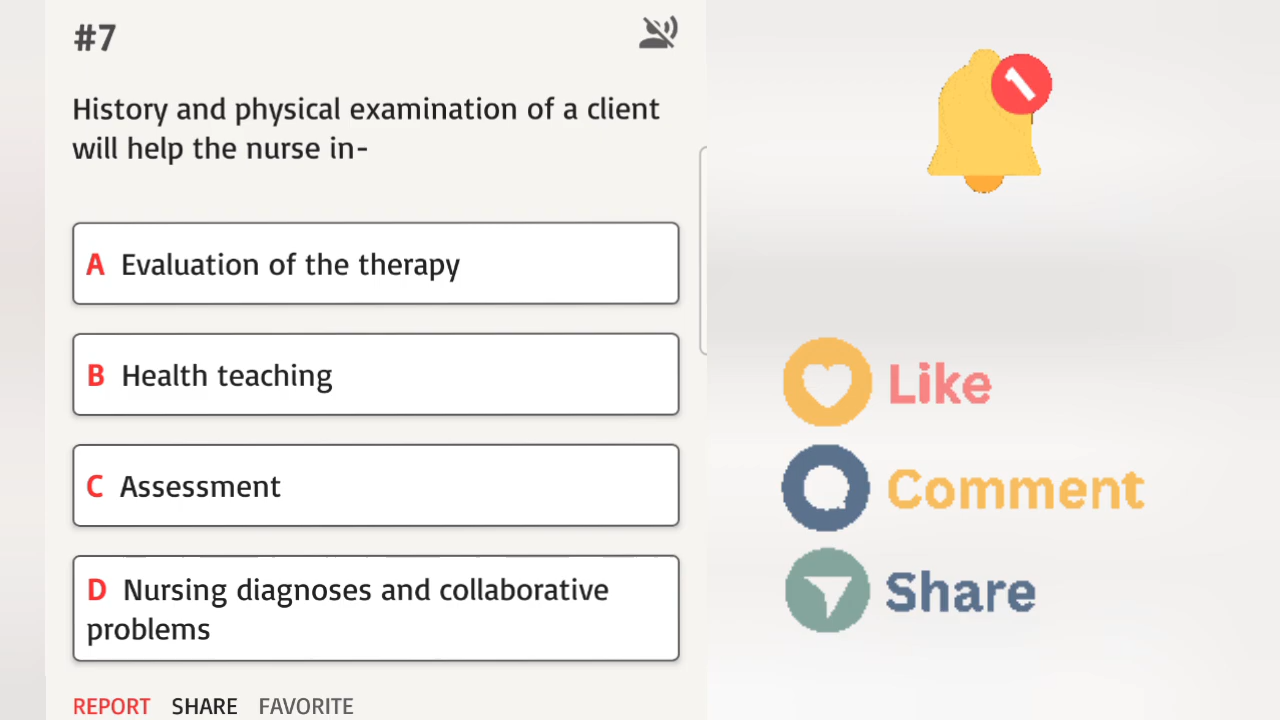 #7
History and physical examination of a client
will help the nurse in-
A Evaluation of the therapy
B Health teaching
C Assessment
D Nursing diagnoses and collaborative
problems
REPORT SHARE FAVORITE
1
Like
Comment
Share